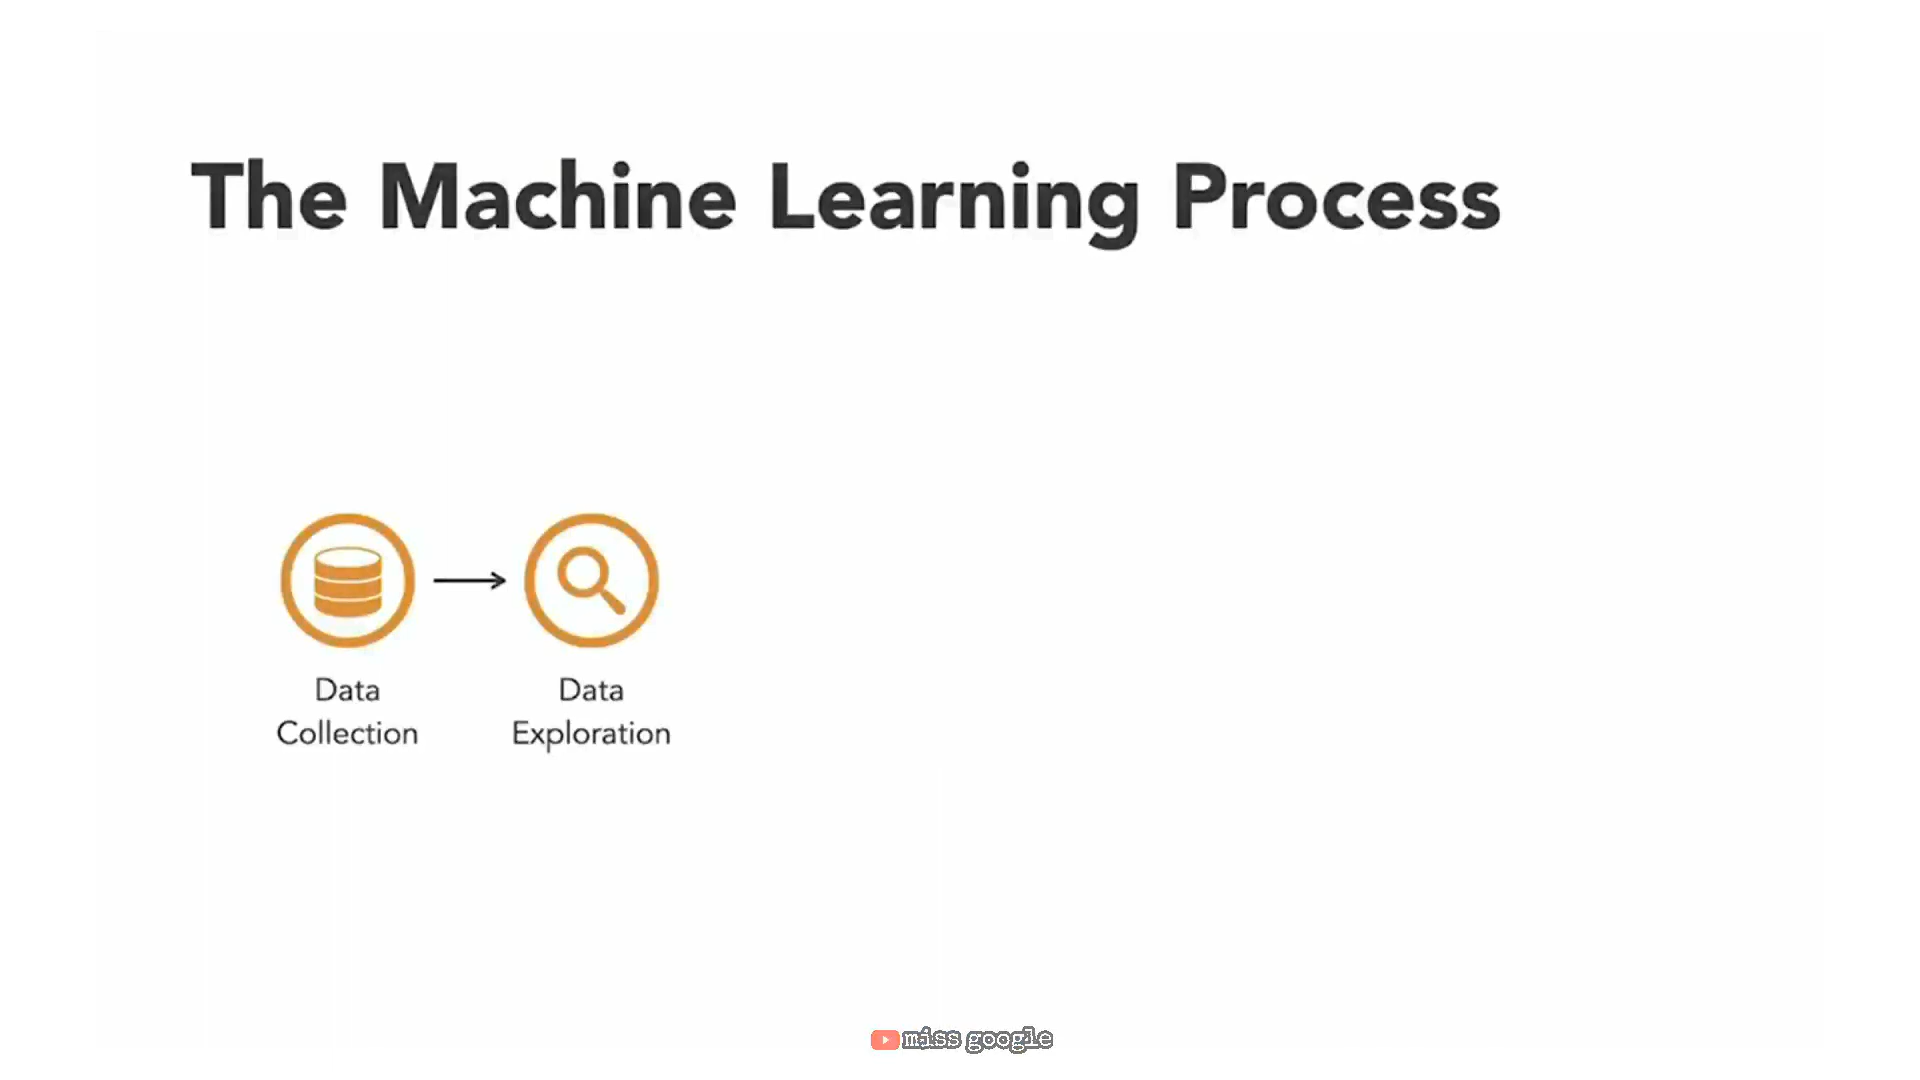 The Machine Learning Process
Data
Collection
Data
Exploration
miss google